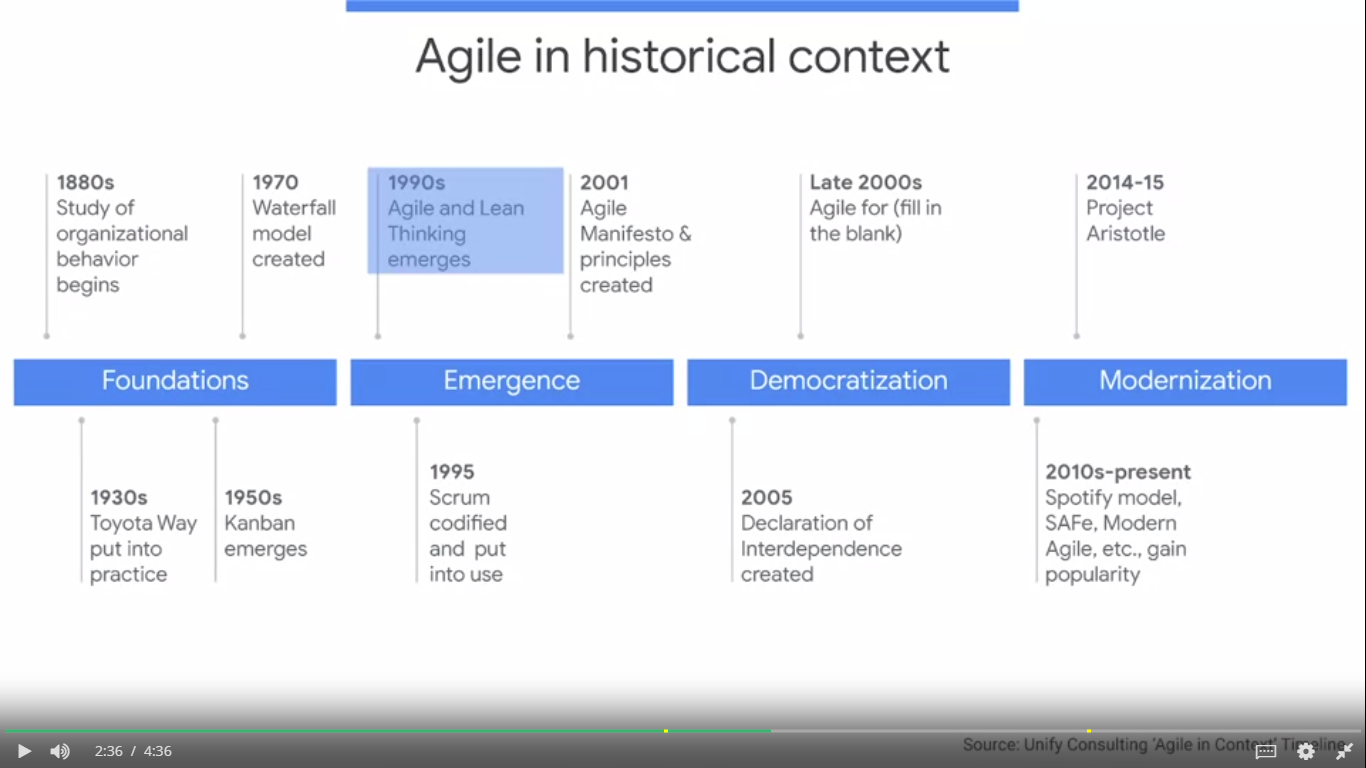 Agile in historical context
1880s
Study of
organizational
behavior
begins
1970
Waterfall
model
created
1990s
Agile and Lean
Thinking
emerges
2001
Agile
Manifesto &
principles
created
Late 2000s
Agile for (fill in
the blank)
2014-15
Project
Aristotle
Foundations
Emergence
Democratization
Modernization
1930s
Toyota Way
put into
practice
1950s
Kanban
emerges
1995
Scrum
codified
and put
into use
2005
Declaration of
Interdependence
created
2010s-present
Spotify model,
SAFe, Modern
Agile, etc., gain
popularity
2:36 / 4:36
Source: Unify Consulting ‘Agile in Context’ Timeline